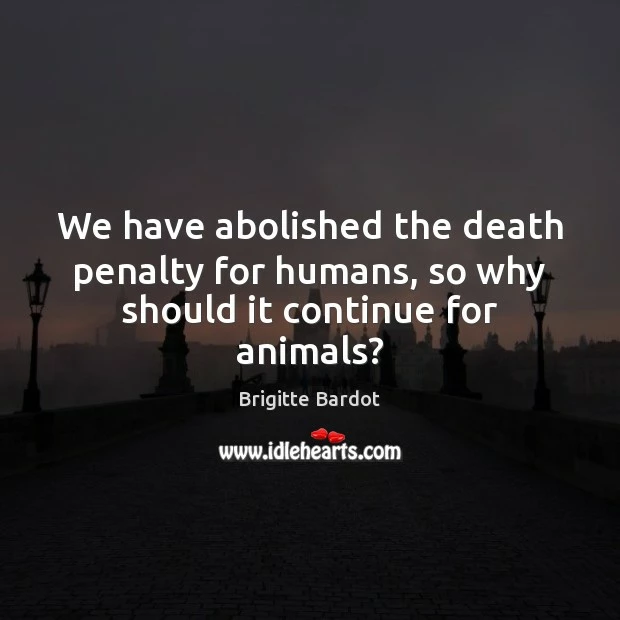 We have abolished the death
penalty for humans, so why
should it continue for
animals?
Brigitte Bardot
www.idlehearts.com